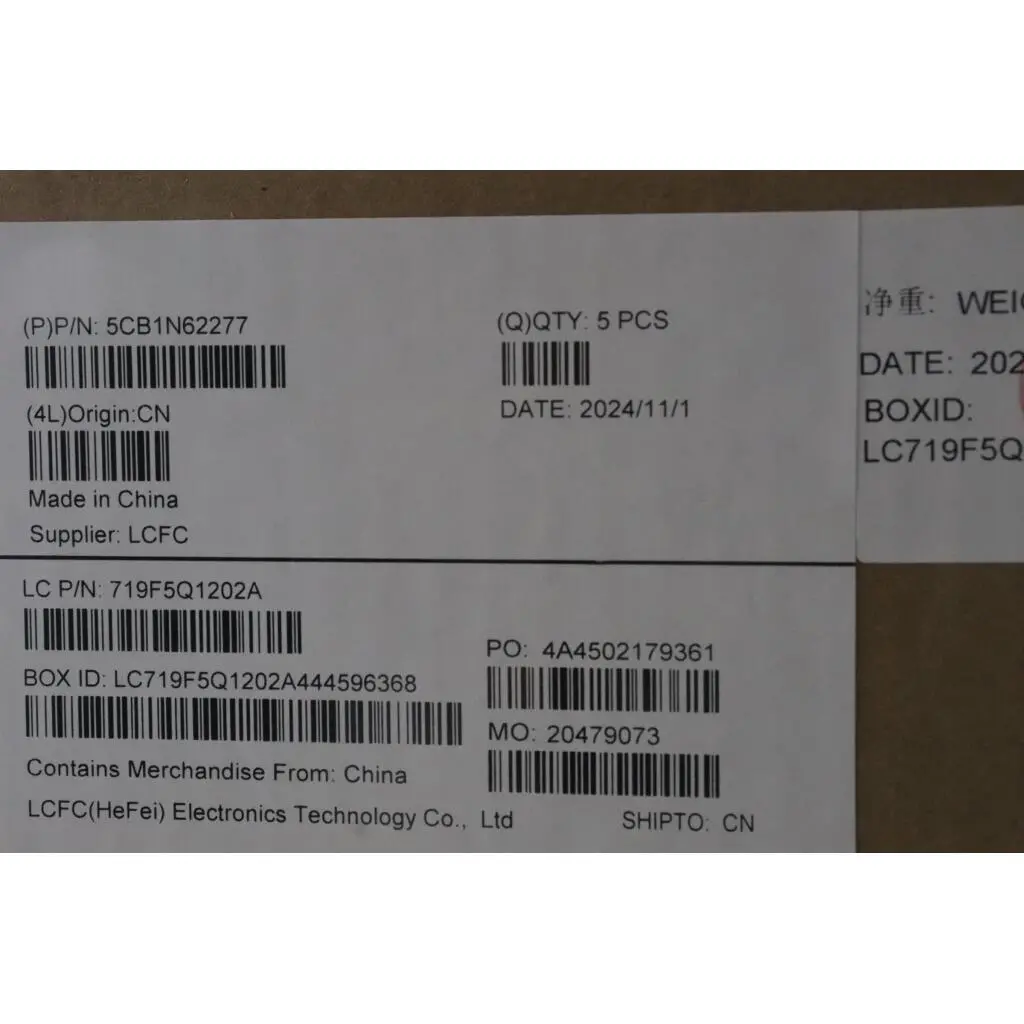 (P)P/N: 5CB1N62277
(Q)QTY: 5 PCS
(4L)Origin:CN
DATE: 2024/11/1
Made in China
Supplier: LCFC
LC P/N: 719F5Q1202A
PO: 4A4502179361
BOX ID: LC719F5Q1202A444596368
MO: 20479073
Contains Merchandise From: China
LCFC(HeFei) Electronics Technology Co., Ltd
SHIPTO: CN
净重: WEI
DATE: 202
BOXID:
LC719F5Q